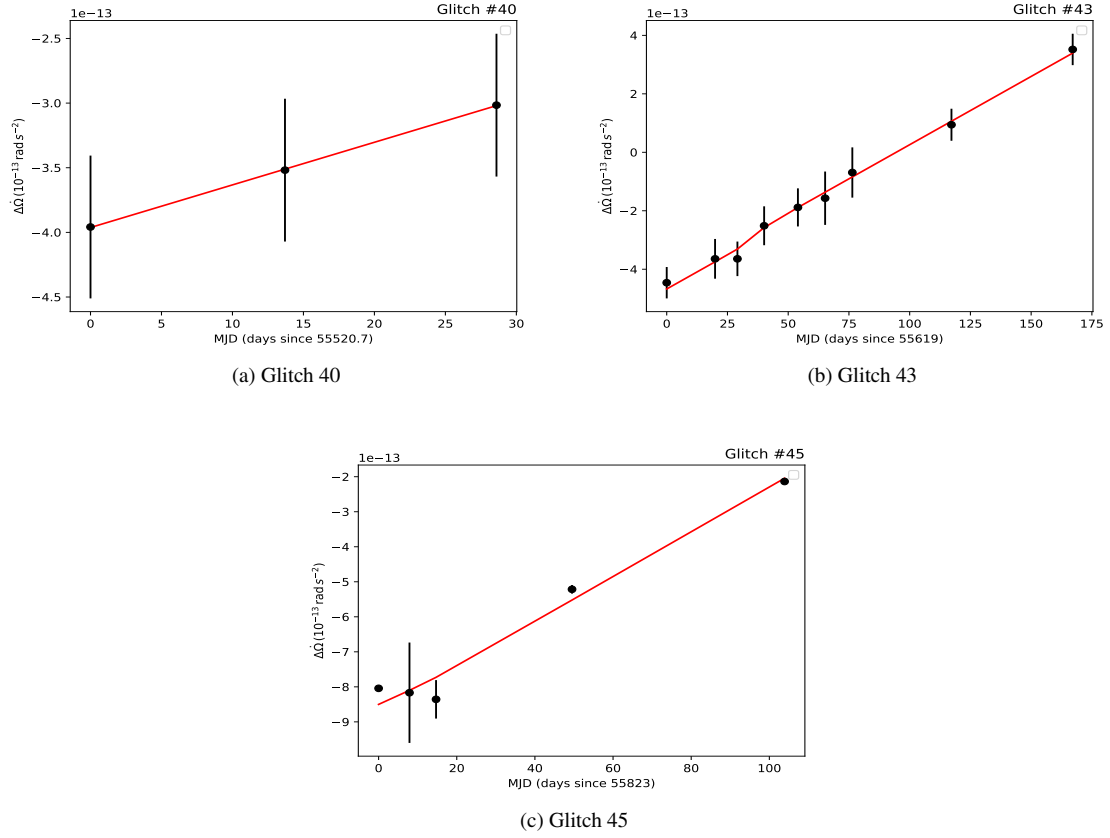 Glitch #40
1e−13
ΔΩ̇ (10⁻¹³ rad s⁻²)
−2.5
−3.0
−3.5
−4.0
−4.5
0 5 10 15 20 25 30
MJD (days since 55520.7)
(a) Glitch 40
Glitch #43
1e−13
ΔΩ̇ (10⁻¹³ rad s⁻²)
4
2
0
−2
−4
0 25 50 75 100 125 150 175
MJD (days since 55619)
(b) Glitch 43
Glitch #45
1e−13
ΔΩ̇ (10⁻¹³ rad s⁻²)
−2
−3
−4
−5
−6
−7
−8
−9
0 20 40 60 80 100
MJD (days since 55823)
(c) Glitch 45